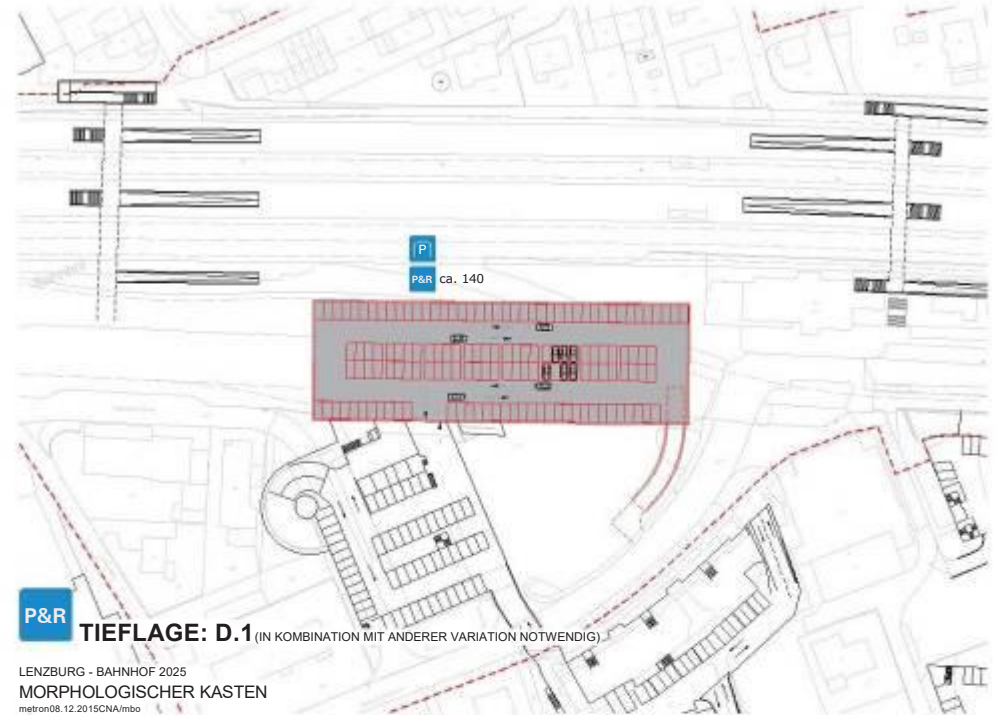 P
P&R ca. 140
P&R
TIEFLAGE: D.1 (IN KOMBINATION MIT ANDERER VARIATION NOTWENDIG)
LENZBURG - BAHNHOF 2025
MORPHOLOGISCHER KASTEN
metron08.12.2015CNA/mbo